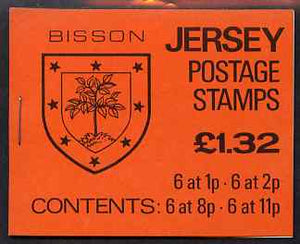 BISSON
JERSEY
POSTAGE
STAMPS
£1.32
6 at 1p · 6 at 2p
CONTENTS: 6 at 8p · 6 at 11p